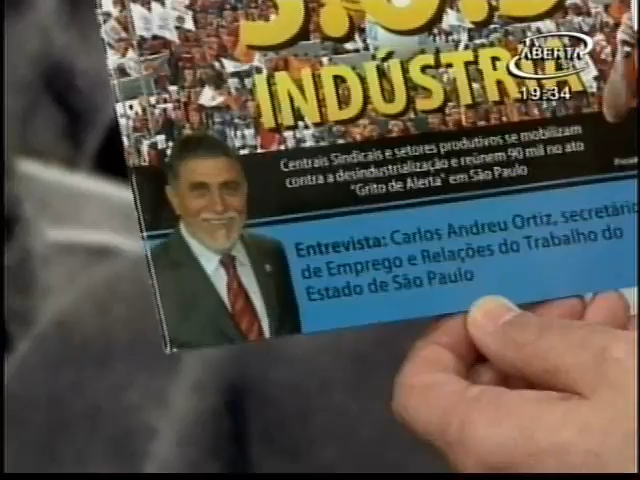 S.O.S
INDÚSTRIA
ABERTA
19:34
Centrais Sindicais e setores produtivos se mobilizam
contra a desindustrialização e reúnem 90 mil no ato
"Grito de Alerta" em São Paulo
Entrevista: Carlos Andreu Ortiz, secretário
de Emprego e Relações do Trabalho do
Estado de São Paulo